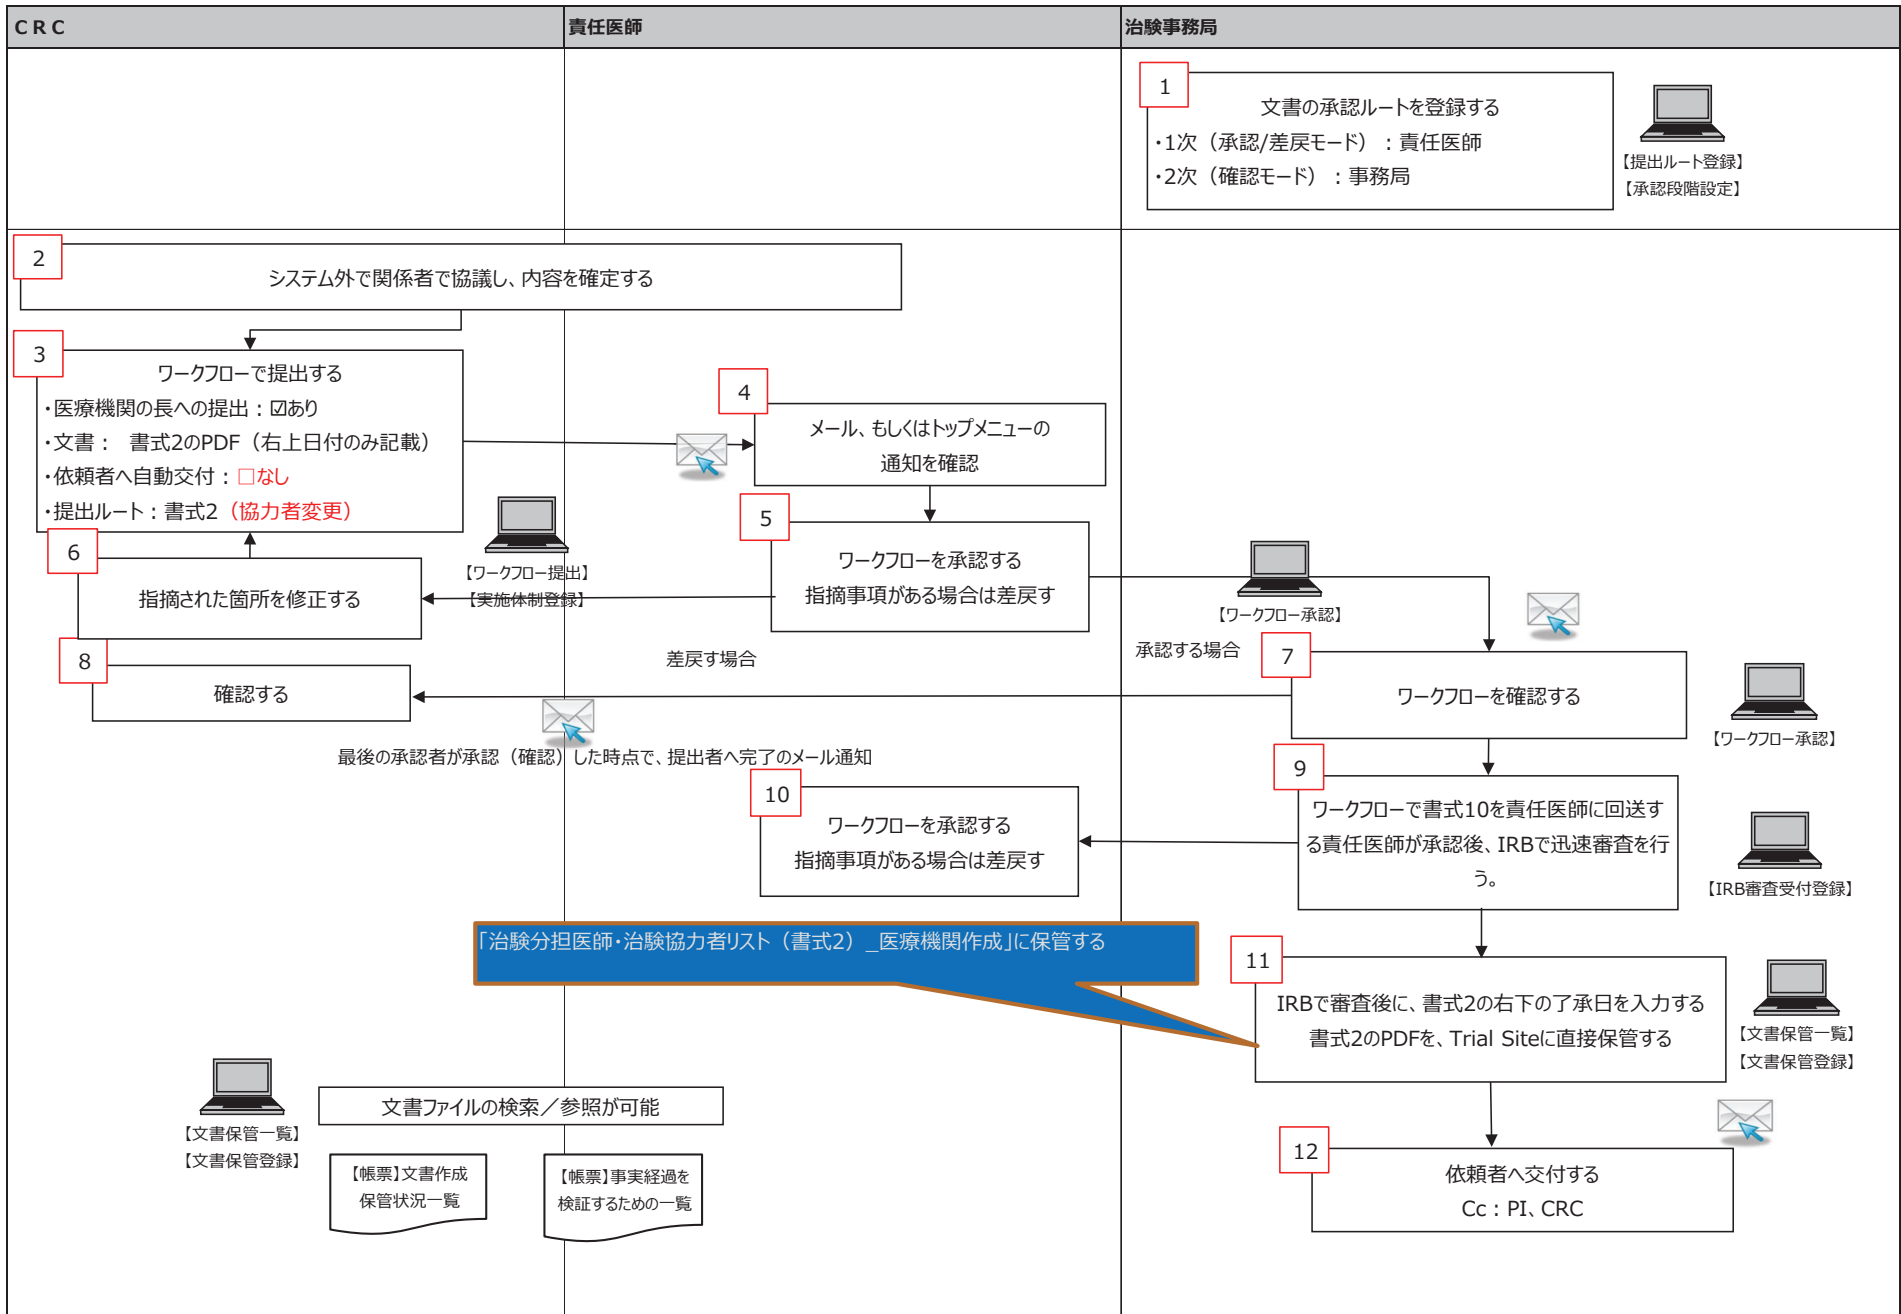 ＣＲＣ
責任医師
治験事務局
1
文書の承認ルートを登録する
・1次（承認/差戻モード）：責任医師
・2次（確認モード）：事務局
【提出ルート登録】
【承認段階設定】
2
システム外で関係者で協議し、内容を確定する
3
ワークフローで提出する
・医療機関の長への提出：☑あり
・文書： 書式2のPDF（右上日付のみ記載）
・依頼者へ自動交付：□なし
・提出ルート：書式2（協力者変更）
【ワークフロー提出】
【実施体制登録】
4
メール、もしくはトップメニューの
通知を確認
5
ワークフローを承認する
指摘事項がある場合は差戻す
【ワークフロー承認】
6
指摘された箇所を修正する
差戻す場合
承認する場合
7
ワークフローを確認する
【ワークフロー承認】
8
確認する
最後の承認者が承認（確認）した時点で、提出者へ完了のメール通知
9
ワークフローで書式10を責任医師に回送す
る責任医師が承認後、IRBで迅速審査を行
う。
【IRB審査受付登録】
10
ワークフローを承認する
指摘事項がある場合は差戻す
「治験分担医師・治験協力者リスト（書式2）_医療機関作成」に保管する
11
IRBで審査後に、書式2の右下の了承日を入力する
書式2のPDFを、Trial Siteに直接保管する
【文書保管一覧】
【文書保管登録】
文書ファイルの検索／参照が可能
【文書保管一覧】
【文書保管登録】
【帳票】文書作成
保管状況一覧
【帳票】事実経過を
検証するための一覧
12
依頼者へ交付する
Cc：PI、CRC